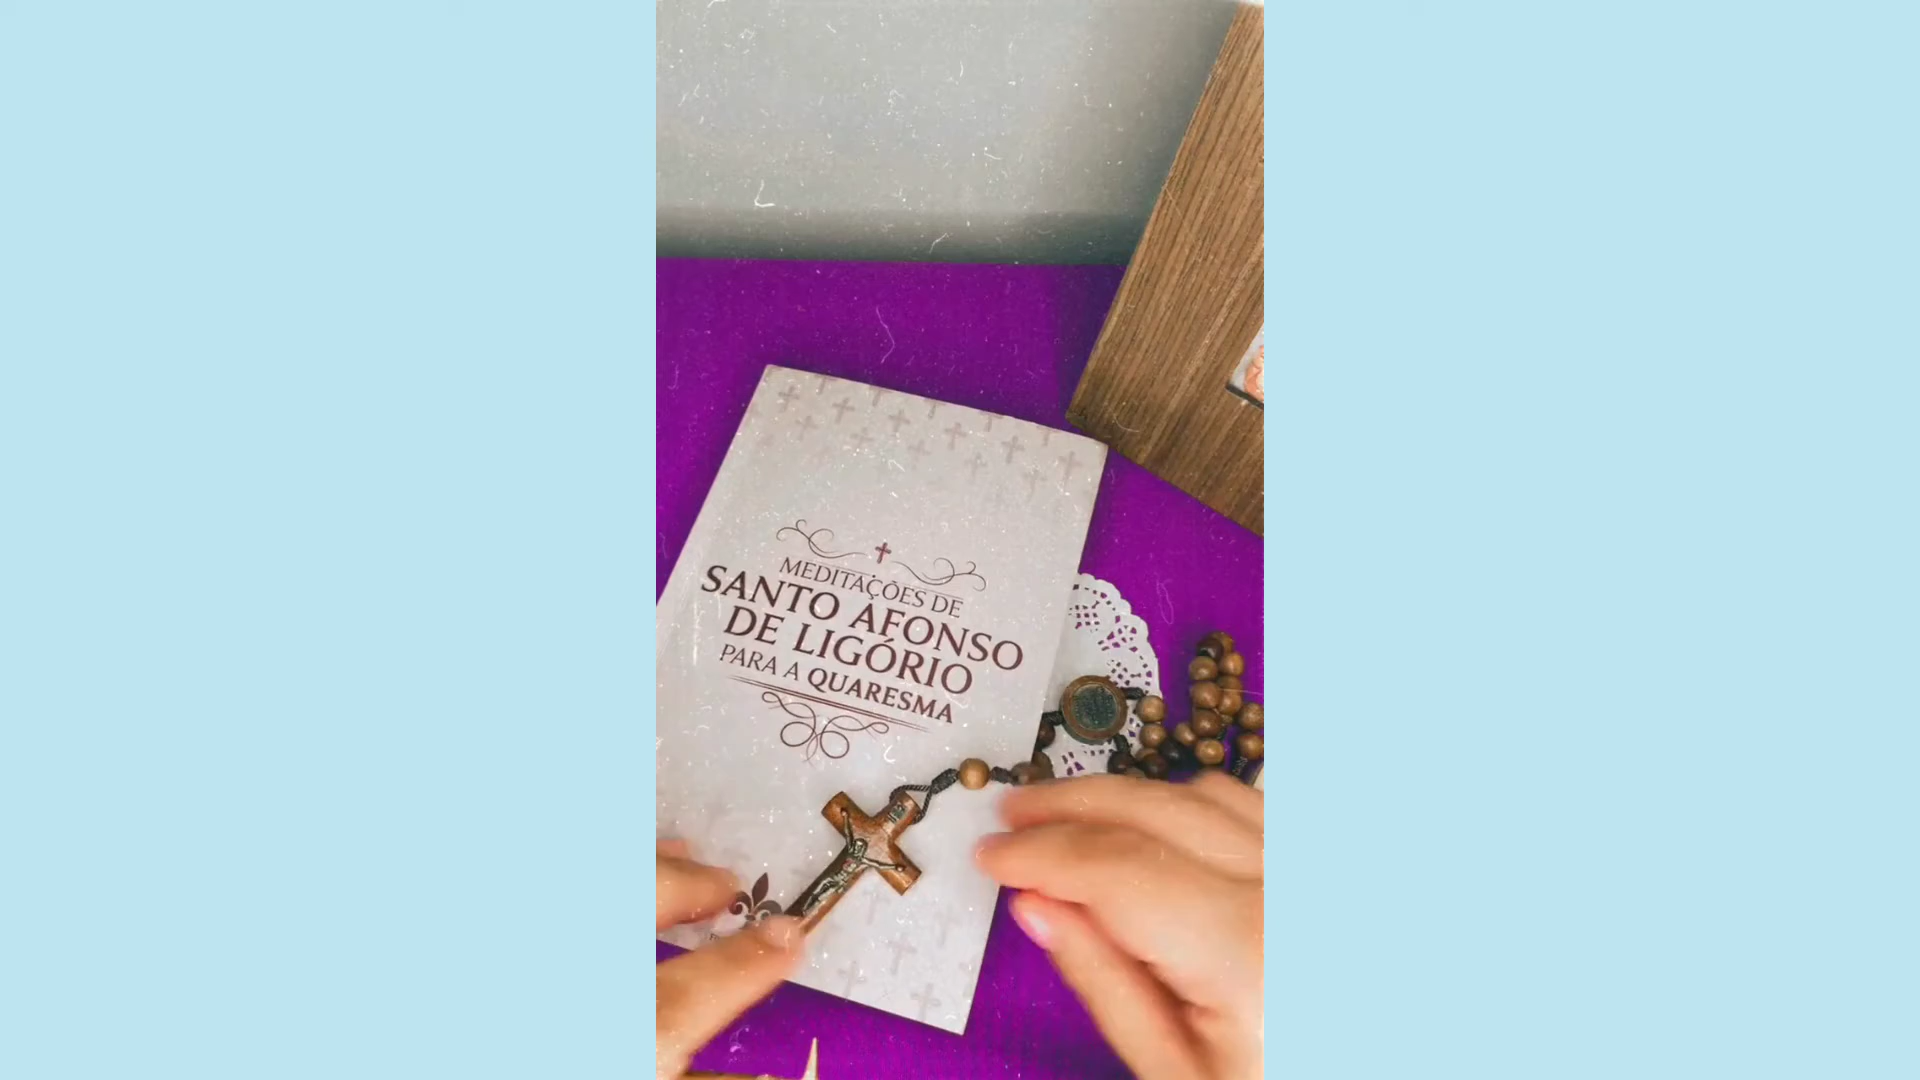 MEDITAÇÕES DE
SANTO AFONSO
DE LIGÓRIO
PARA A QUARESMA